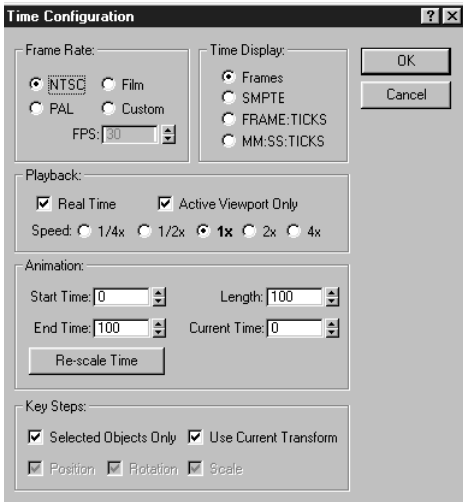 Time Configuration ? X
Frame Rate:
NTSC Film
PAL Custom
FPS: 30
Time Display:
Frames
SMPTE
FRAME:TICKS
MM:SS:TICKS
OK
Cancel
Playback:
Real Time Active Viewport Only
Speed: 1/4x 1/2x 1x 2x 4x
Animation:
Start Time: 0 Length: 100
End Time: 100 Current Time: 0
Re-scale Time
Key Steps:
Selected Objects Only Use Current Transform
Position Rotation Scale